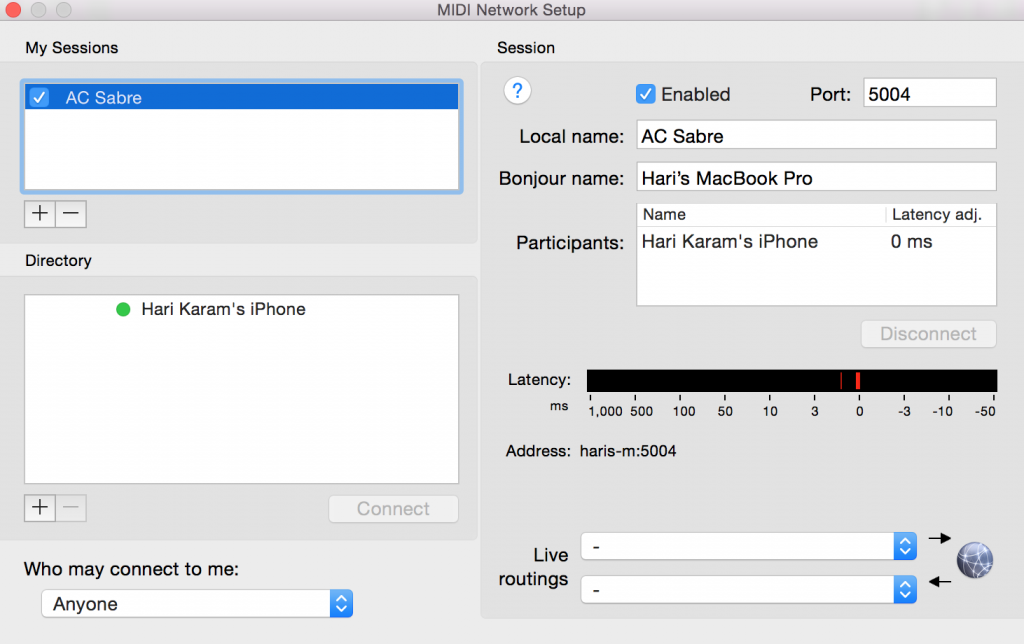 MIDI Network Setup
My Sessions
AC Sabre
+ −
Directory
Hari Karam's iPhone
+ −
Connect
Who may connect to me:
Anyone
Session
?
Enabled
Port: 5004
Local name: AC Sabre
Bonjour name: Hari’s MacBook Pro
Participants:
Name Latency adj.
Hari Karam's iPhone 0 ms
Disconnect
Latency:
ms 1,000 500 100 50 10 3 0 -3 -10 -50
Address: haris-m:5004
Live
routings
-
-